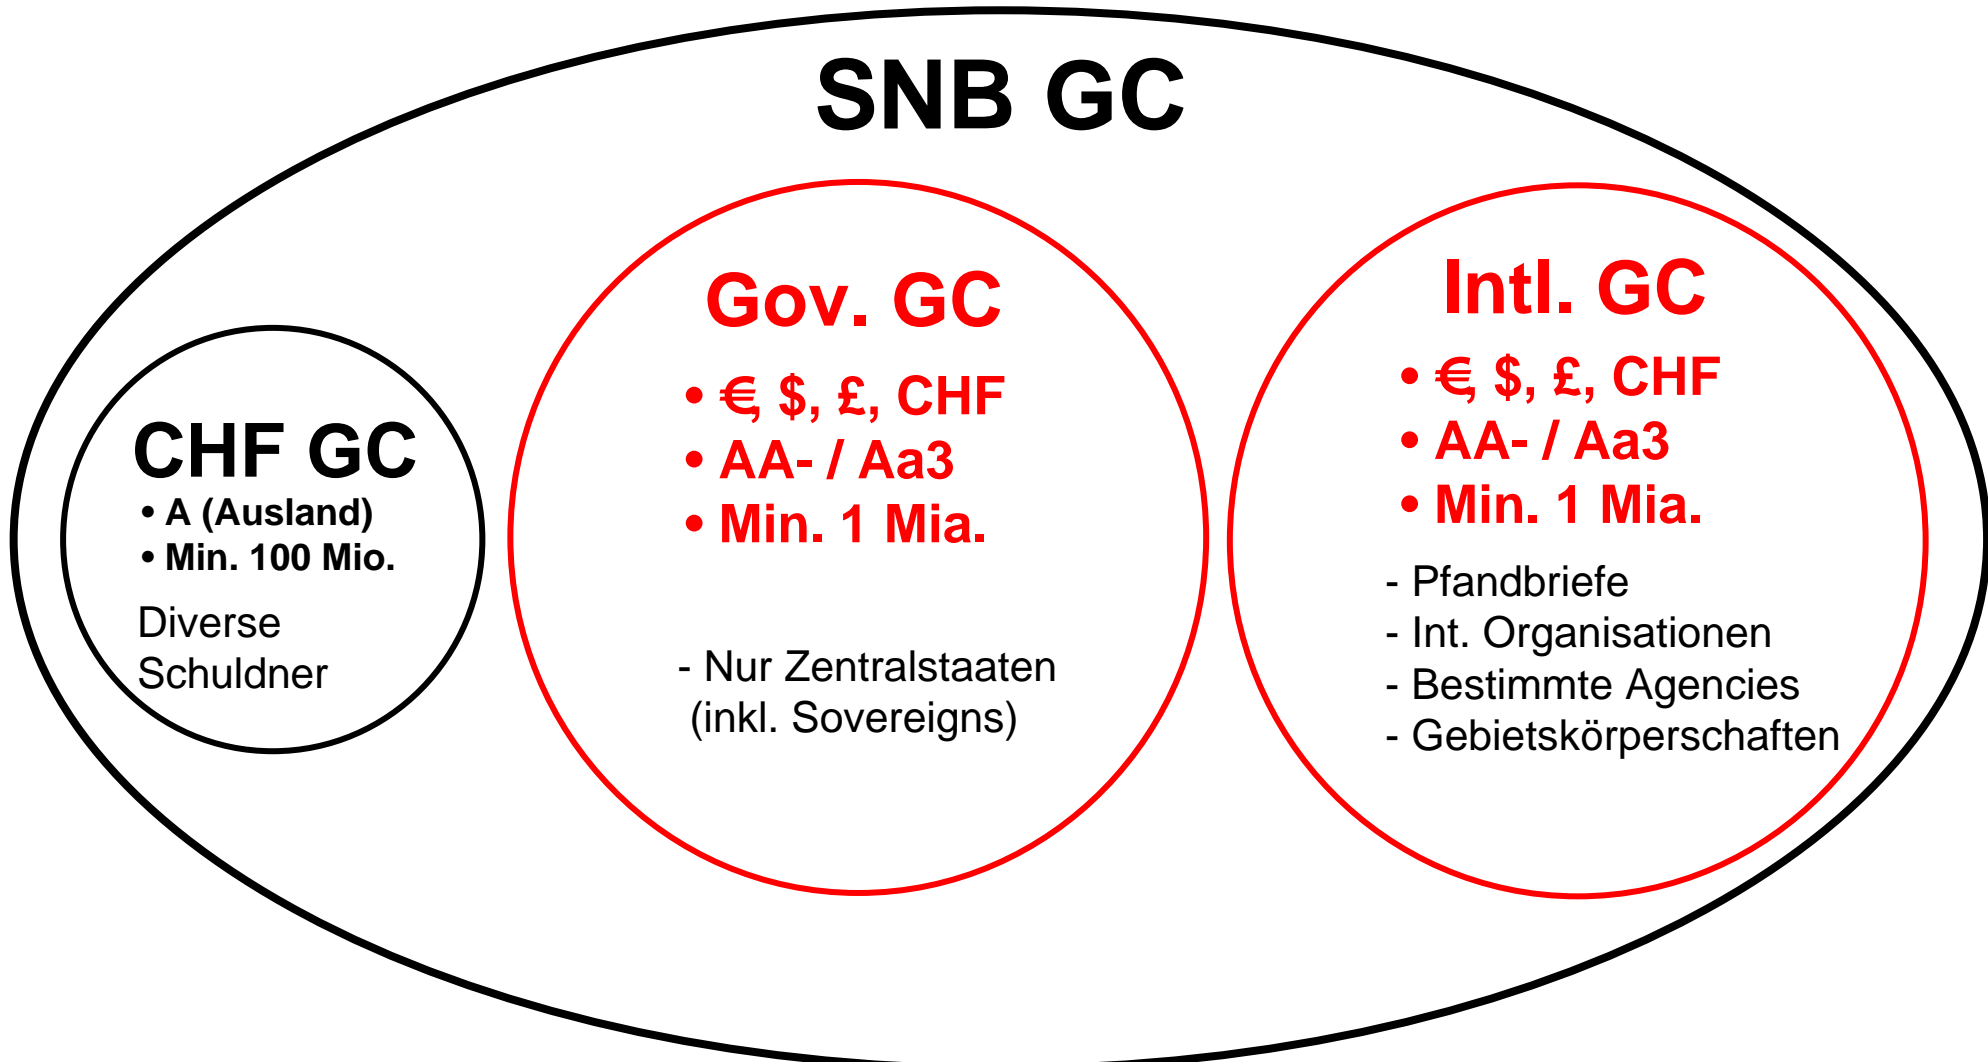 SNB GC
CHF GC
• A (Ausland)
• Min. 100 Mio.
Diverse
Schuldner
Gov. GC
• €, $, £, CHF
• AA- / Aa3
• Min. 1 Mia.
- Nur Zentralstaaten
(inkl. Sovereigns)
Intl. GC
• €, $, £, CHF
• AA- / Aa3
• Min. 1 Mia.
- Pfandbriefe
- Int. Organisationen
- Bestimmte Agencies
- Gebietskörperschaften